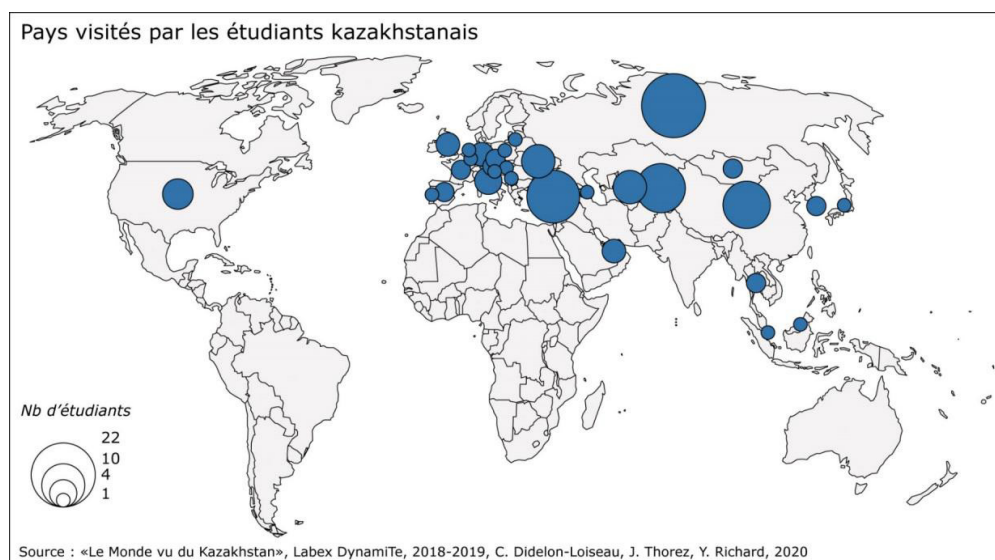 Pays visités par les étudiants kazakhstanais
Nb d'étudiants
22
10
4
1
Source : «Le Monde vu du Kazakhstan», Labex DynamiTe, 2018-2019, C. Didelon-Loiseau, J. Thorez, Y. Richard, 2020